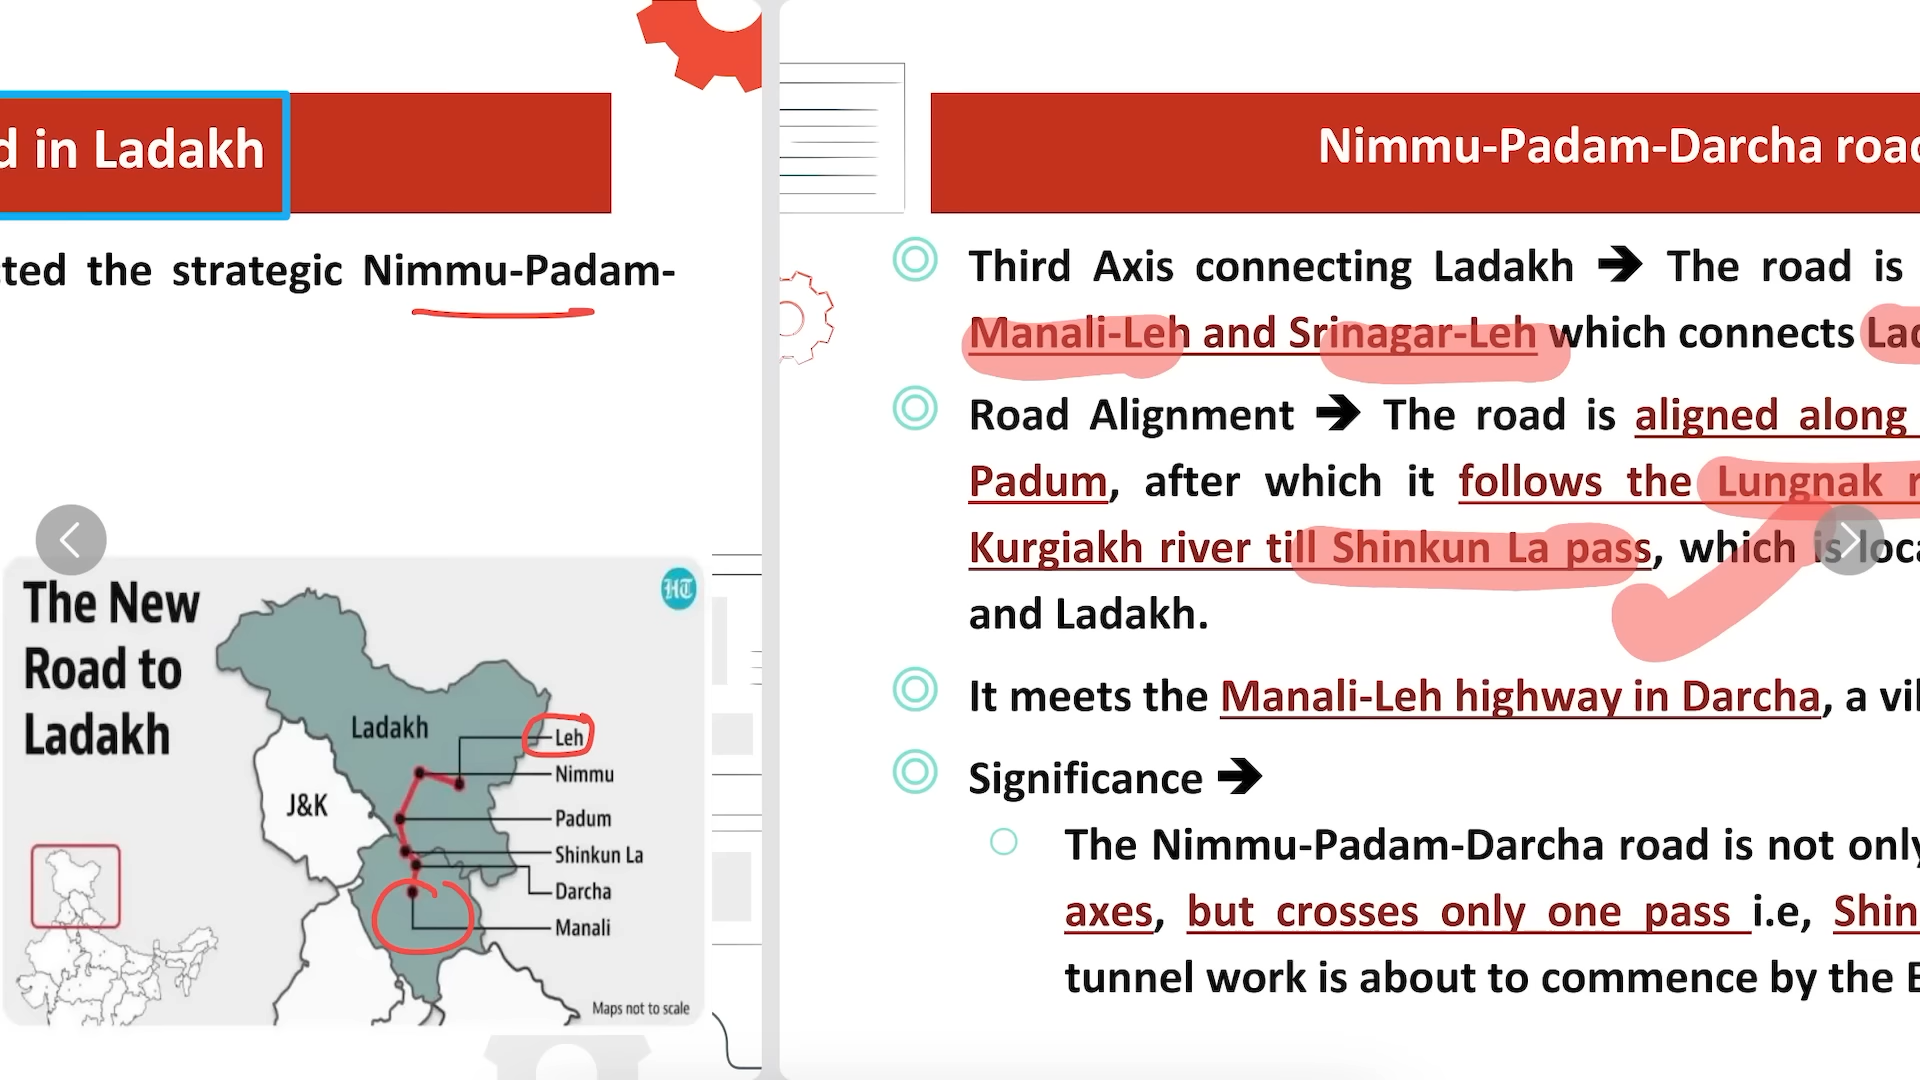 d in Ladakh
ted the strategic Nimmu-Padam-
The New
Road to
Ladakh
HT
Ladakh
J&K
Leh
Nimmu
Padum
Shinkun La
Darcha
Manali
Maps not to scale
Nimmu-Padam-Darcha road
Third Axis connecting Ladakh ➔ The road is
Manali-Leh and Srinagar-Leh which connects Lad
Road Alignment ➔ The road is aligned along
Padum, after which it follows the Lungnak r
Kurgiakh river till Shinkun La pass, which is loca
and Ladakh.
It meets the Manali-Leh highway in Darcha, a vil
Significance ➔
The Nimmu-Padam-Darcha road is not only
axes, but crosses only one pass i.e, Shin
tunnel work is about to commence by the B